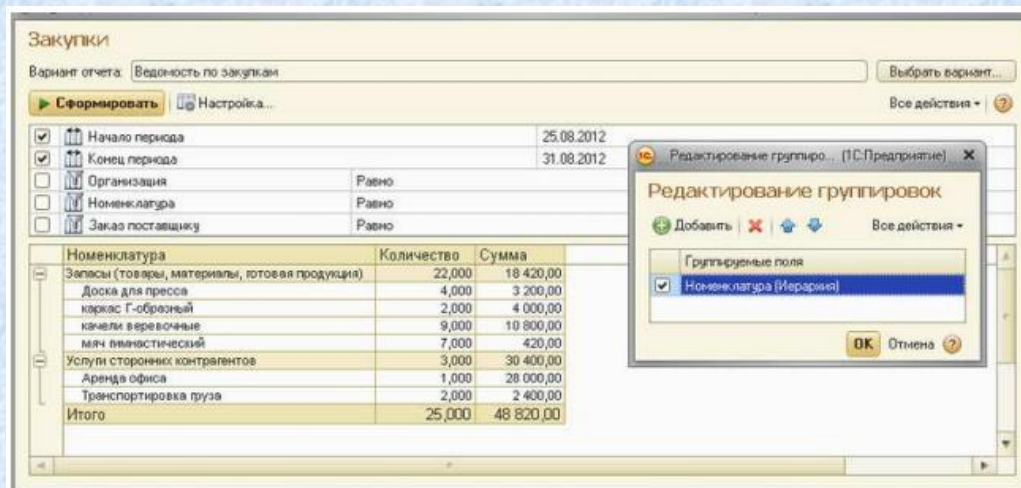 Закупки
Вариант отчета: Ведомость по закупкам Выбрать вариант...
Сформировать Настройка... Все действия
Начало периода 25.08.2012
Конец периода 31.08.2012
Организация Равно
Номенклатура Равно
Заказ поставщику Равно
Номенклатура Количество Сумма
Запасы (товары, материалы, готовая продукция) 22,000 18 420,00
Доска для пресса 4,000 3 200,00
каркас Г-образный 2,000 4 000,00
качели веревочные 9,000 10 800,00
мяч гимнастический 7,000 420,00
Услуги сторонних контрагентов 3,000 30 400,00
Аренда офиса 1,000 28 000,00
Транспортировка груза 2,000 2 400,00
Итого 25,000 48 820,00
Редактирование группиро... (1С:Предприятие)
Редактирование группировок
Добавить Все действия
Группируемые поля
Номенклатура (Иерархия)
ОК Отмена